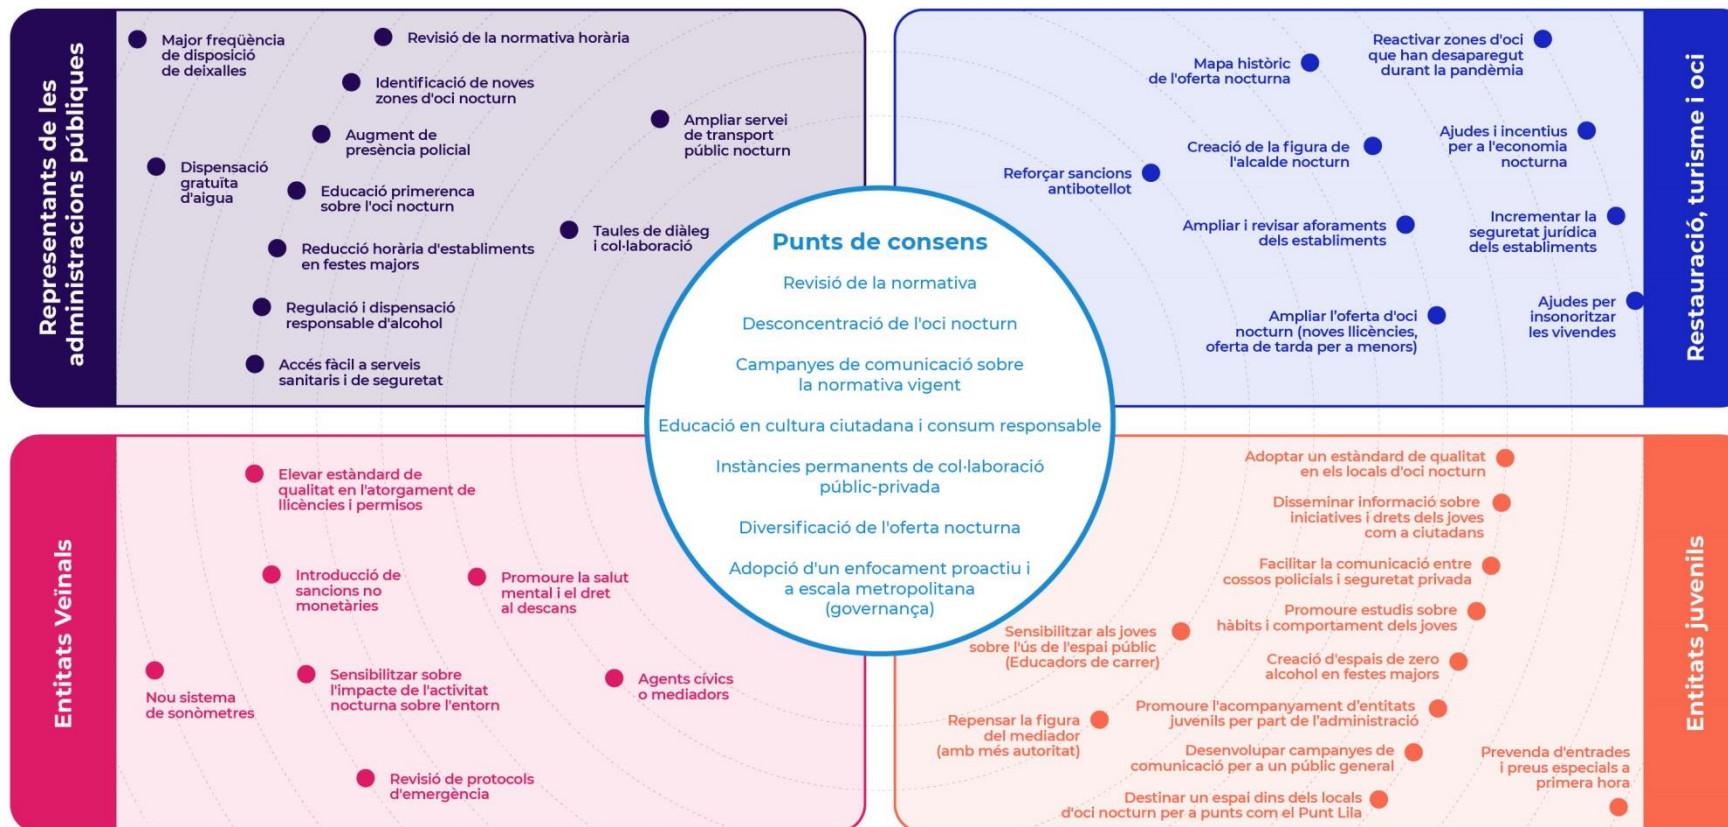 Representants de les
administracions públiques
Major freqüència
de disposició
de deixalles
Revisió de la normativa horària
Identificació de noves
zones d'oci nocturn
Augment de
presència policial
Ampliar servei
de transport
públic nocturn
Dispensació
gratuïta
d'aigua
Educació primerenca
sobre l'oci nocturn
Taules de diàleg
i col·laboració
Reducció horària d'establiments
en festes majors
Regulació i dispensació
responsable d'alcohol
Accés fàcil a serveis
sanitaris i de seguretat
Restauració, turisme i oci
Reactivar zones d'oci
que han desaparegut
durant la pandèmia
Mapa històric
de l'oferta nocturna
Ajudes i incentius
per a l'economia
nocturna
Creació de la figura de
l'alcalde nocturn
Reforçar sancions
antibotellot
Ampliar i revisar aforaments
dels establiments
Incrementar la
seguretat jurídica
dels establiments
Ampliar l'oferta d'oci
nocturn (noves llicències,
oferta de tarda per a menors)
Ajudes per
insonoritzar
les vivendes
Punts de consens
Revisió de la normativa
Desconcentració de l'oci nocturn
Campanyes de comunicació sobre
la normativa vigent
Educació en cultura ciutadana i consum responsable
Instàncies permanents de col·laboració
públic-privada
Diversificació de l'oferta nocturna
Adopció d'un enfocament proactiu i
a escala metropolitana
(governança)
Entitats Veïnals
Elevar estàndard de
qualitat en l'atorgament de
llicències i permisos
Introducció de
sancions no
monetàries
Promoure la salut
mental i el dret
al descans
Nou sistema
de sonòmetres
Sensibilitzar sobre
l'impacte de l'activitat
nocturna sobre l'entorn
Agents cívics
o mediadors
Revisió de protocols
d'emergència
Entitats juvenils
Adoptar un estàndard de qualitat
en els locals d'oci nocturn
Disseminar informació sobre
iniciatives i drets dels joves
com a ciutadans
Facilitar la comunicació entre
cossos policials i seguretat privada
Promoure estudis sobre
hàbits i comportament dels joves
Sensibilitzar als joves
sobre l'ús de l'espai públic
(Educadors de carrer)
Creació d'espais de zero
alcohol en festes majors
Promoure l'acompanyament d'entitats
juvenils per part de l'administració
Repensar la figura
del mediador
(amb més autoritat)
Desenvolupar campanyes de
comunicació per a un públic general
Prevenda d'entrades
i preus especials a
primera hora
Destinar un espai dins dels locals
d'oci nocturn per a punts com el Punt Lila